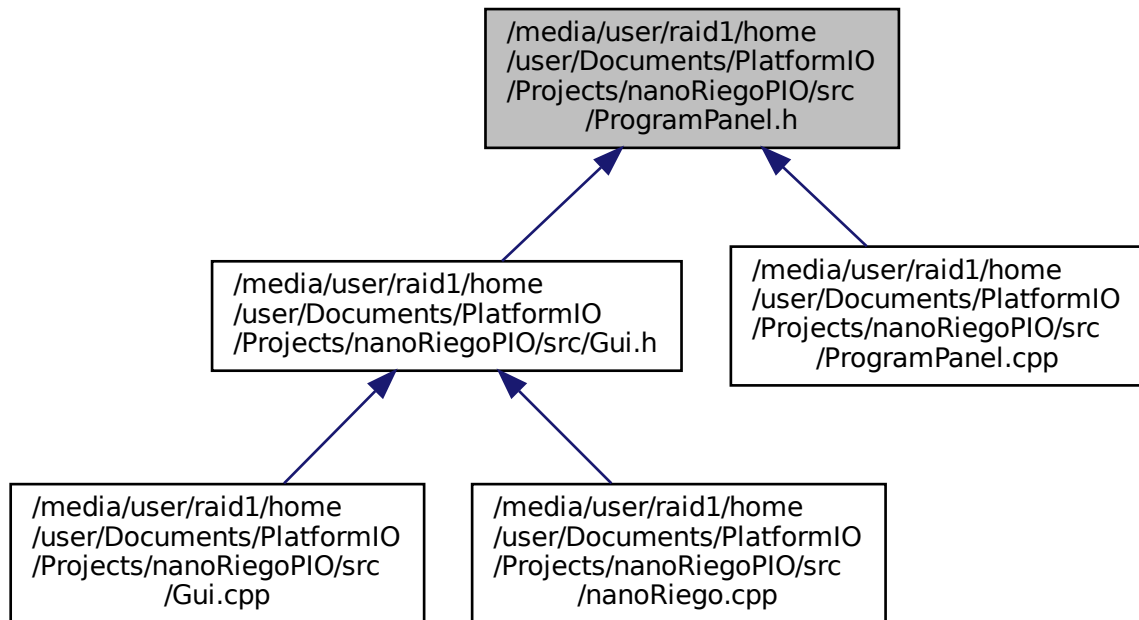 /media/user/raid1/home
/user/Documents/PlatformIO
/Projects/nanoRiegoPIO/src
/ProgramPanel.h
/media/user/raid1/home
/user/Documents/PlatformIO
/Projects/nanoRiegoPIO/src/Gui.h
/media/user/raid1/home
/user/Documents/PlatformIO
/Projects/nanoRiegoPIO/src
/ProgramPanel.cpp
/media/user/raid1/home
/user/Documents/PlatformIO
/Projects/nanoRiegoPIO/src
/Gui.cpp
/media/user/raid1/home
/user/Documents/PlatformIO
/Projects/nanoRiegoPIO/src
/nanoRiego.cpp